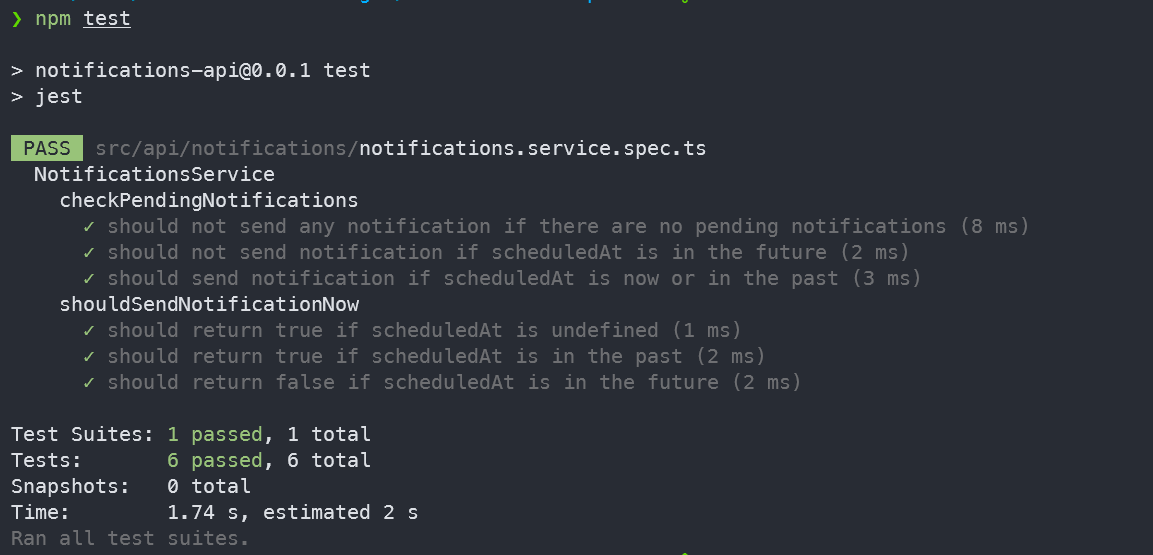 ❯ npm test
> notifications-api@0.0.1 test
> jest
PASS src/api/notifications/notifications.service.spec.ts
NotificationsService
checkPendingNotifications
✓ should not send any notification if there are no pending notifications (8 ms)
✓ should not send notification if scheduledAt is in the future (2 ms)
✓ should send notification if scheduledAt is now or in the past (3 ms)
shouldSendNotificationNow
✓ should return true if scheduledAt is undefined (1 ms)
✓ should return true if scheduledAt is in the past (2 ms)
✓ should return false if scheduledAt is in the future (2 ms)
Test Suites: 1 passed, 1 total
Tests:       6 passed, 6 total
Snapshots:   0 total
Time:        1.74 s, estimated 2 s
Ran all test suites.